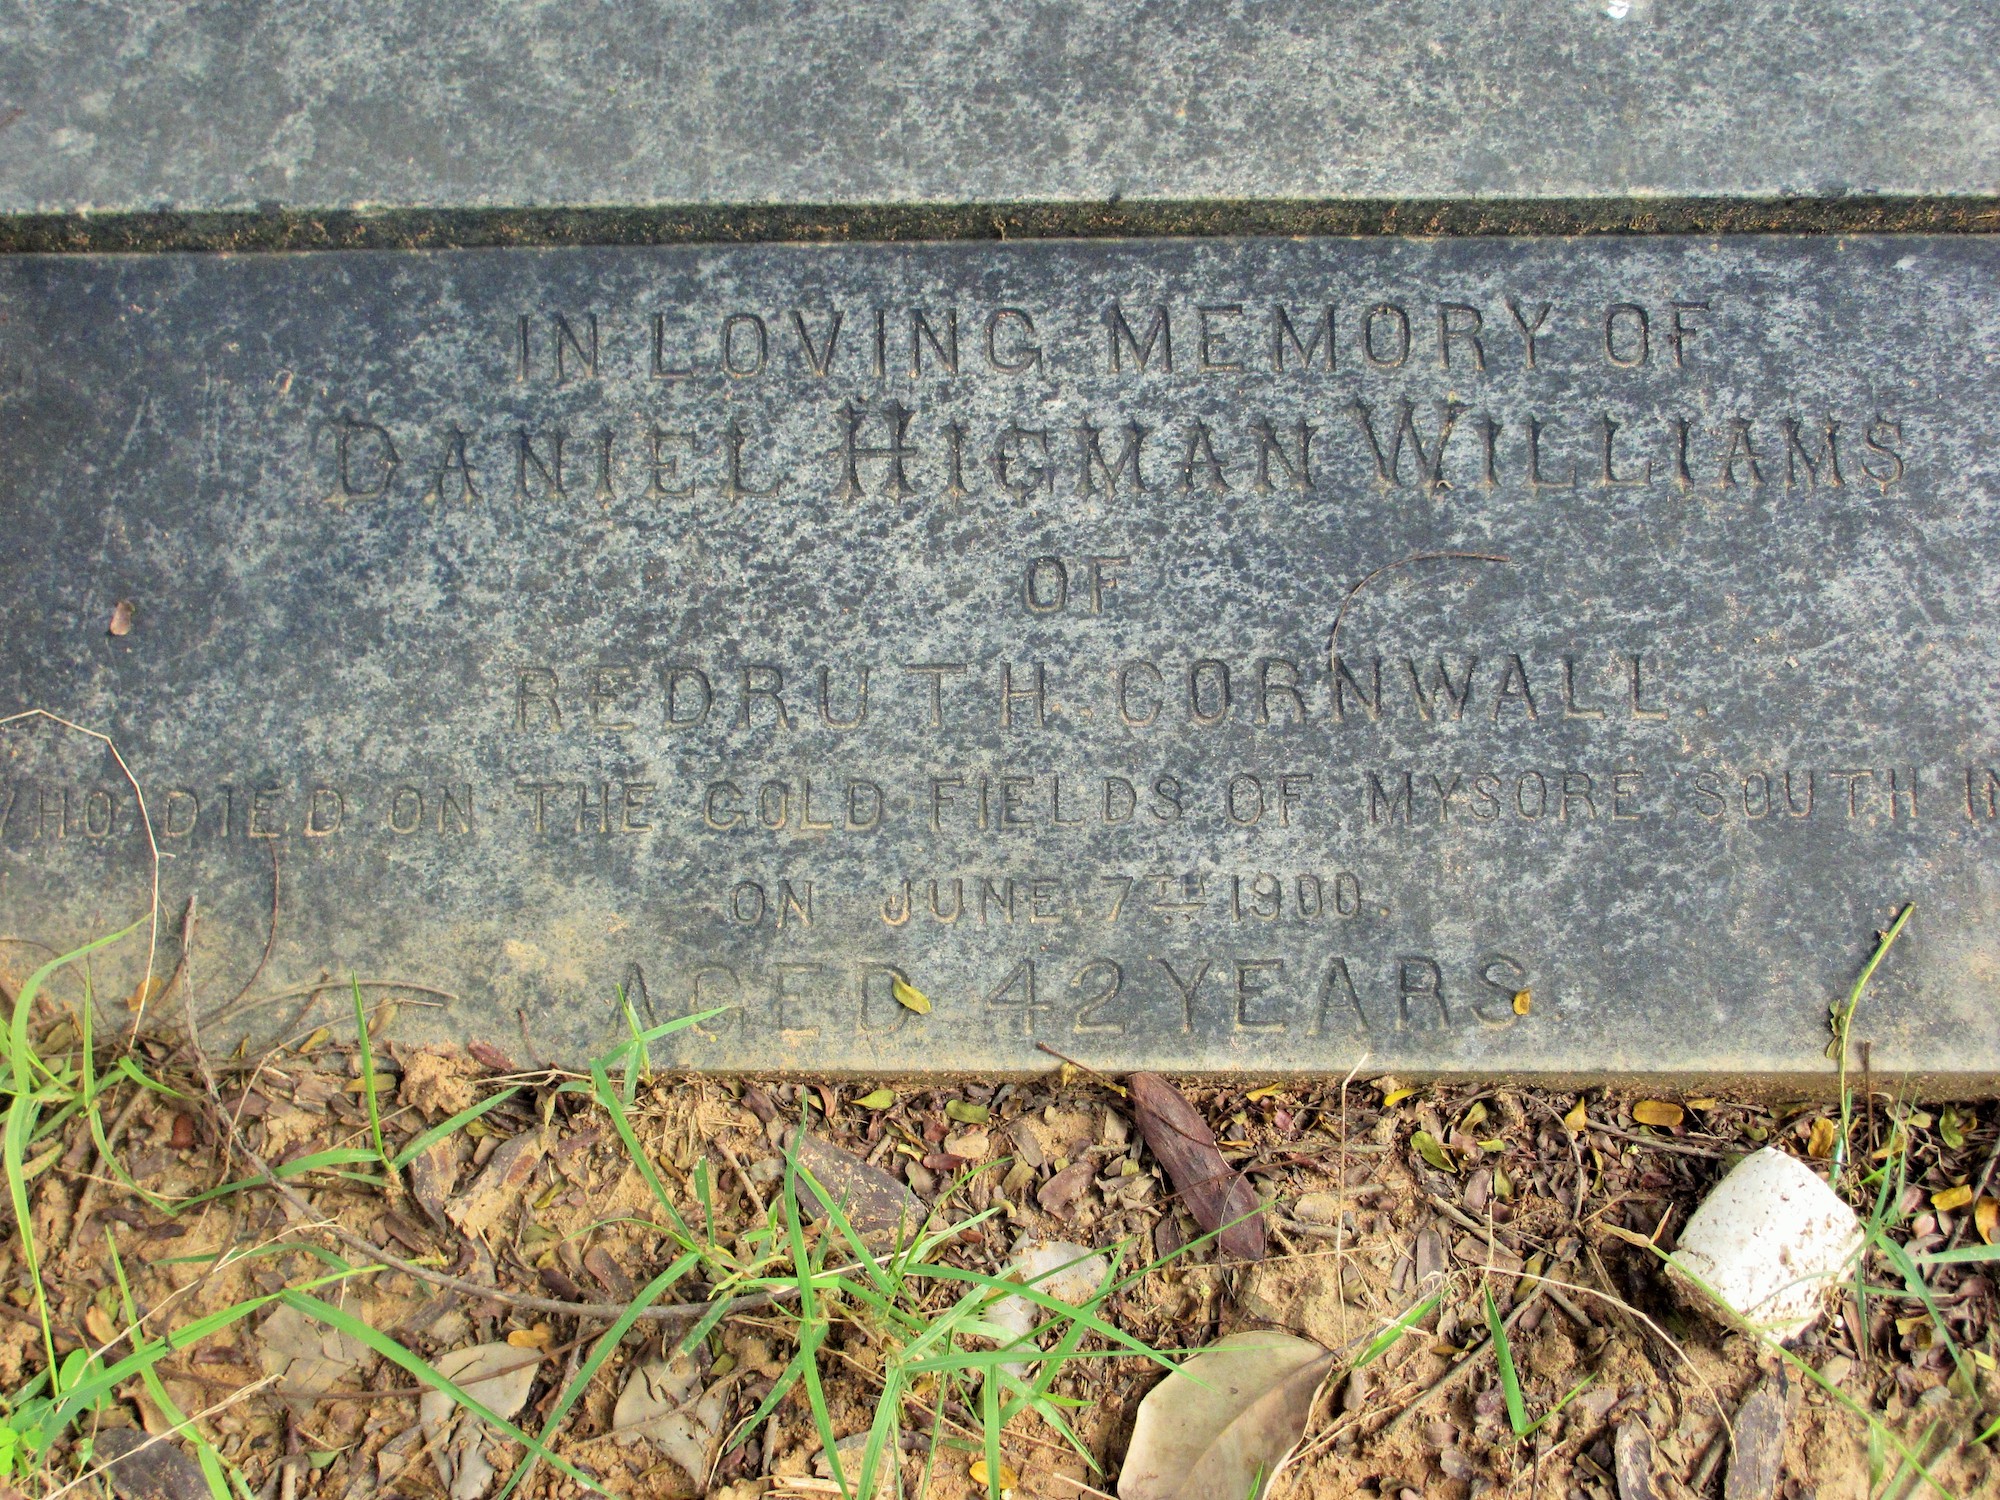 IN LOVING MEMORY OF
DANIEL HIGMAN WILLIAMS
OF
REDRUTH. CORNWALL,
WHO DIED ON THE GOLD FIELDS OF MYSORE, SOUTH IN
ON JUNE 7TH 1900.
AGED 42 YEARS.